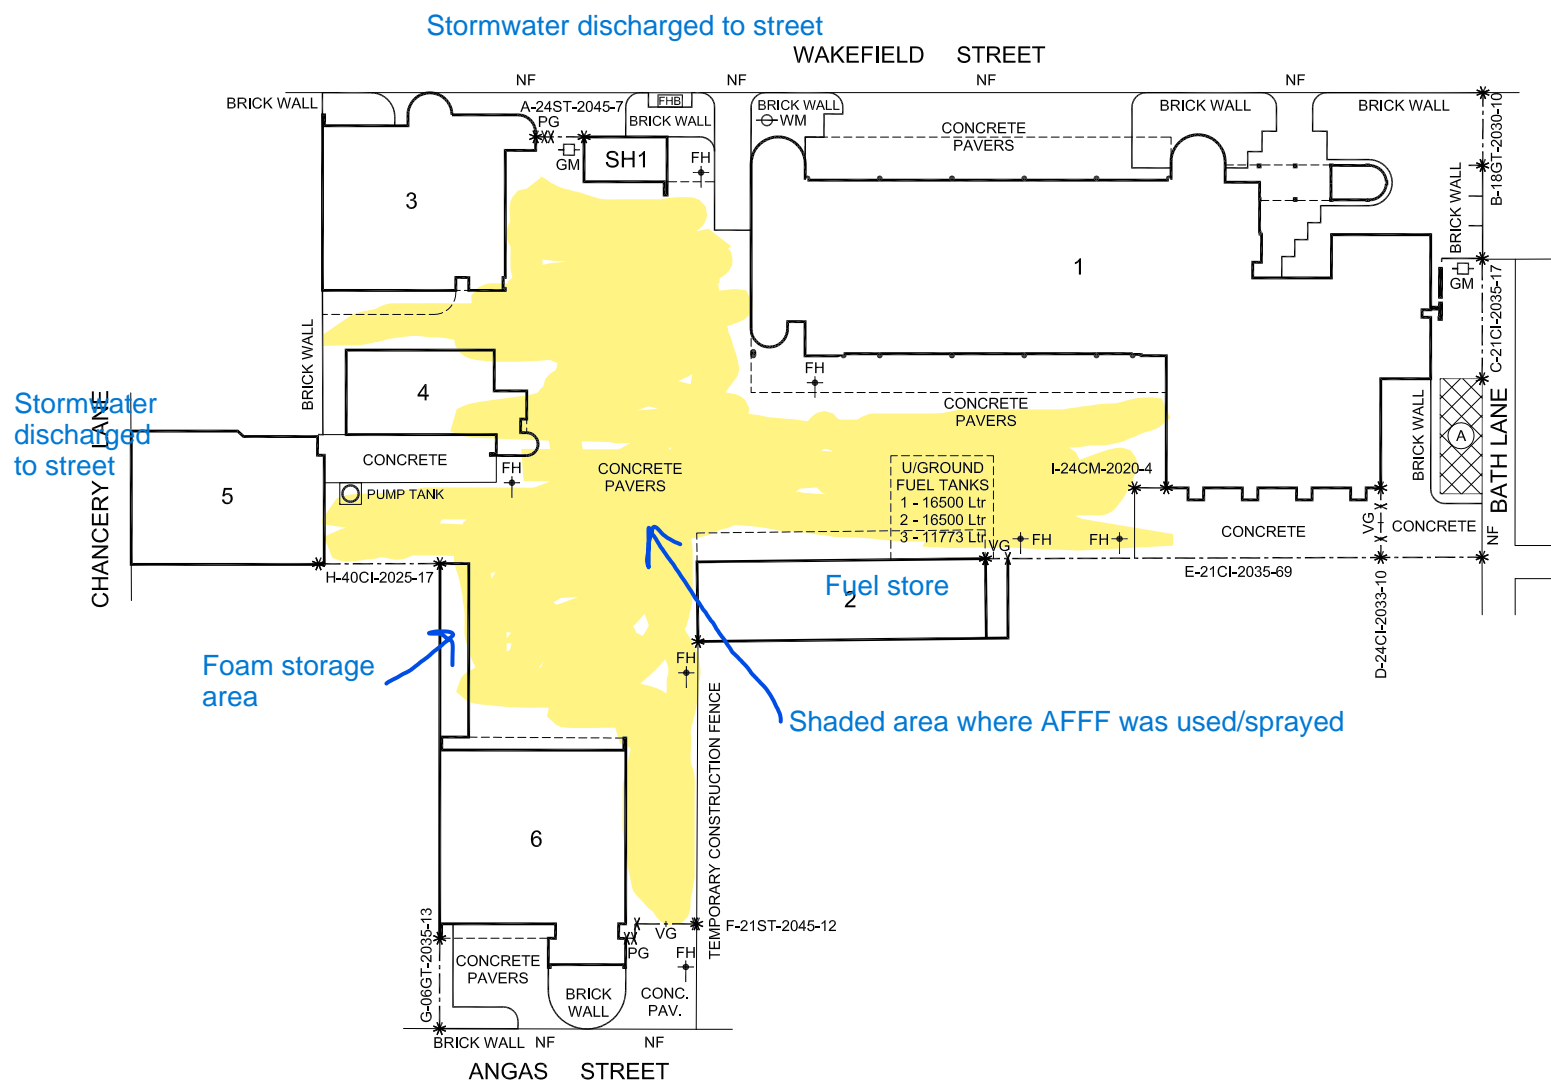 Stormwater discharged to street
WAKEFIELD STREET
NF
NF
NF
NF
BRICK WALL
A-24ST-2045-7
PG
GM
FHB
BRICK WALL
SH1
FH
BRICK WALL
WM
CONCRETE
PAVERS
BRICK WALL
BRICK WALL
B-18GT-2030-10
BRICK WALL
GM
C-21CI-2035-17
3
1
BRICK WALL
4
FH
CONCRETE
PAVERS
Stormwater
discharged
to street
CHANCERY LANE
CONCRETE
FH
PUMP TANK
5
CONCRETE
PAVERS
U/GROUND
FUEL TANKS
1 - 16500 Ltr
2 - 16500 Ltr
3 - 11773 Ltr
I-24CM-2020-4
BRICK WALL
A
BATH LANE
FH
FH
VG
CONCRETE
VG
CONCRETE
NF
H-40CI-2025-17
Fuel store
2
E-21CI-2035-69
D-24CI-2033-10
Foam storage
area
FH
Shaded area where AFFF was used/sprayed
TEMPORARY CONSTRUCTION FENCE
6
G-06GT-2035-13
VG
F-21ST-2045-12
PG
FH
CONCRETE
PAVERS
BRICK
WALL
CONC.
PAV.
BRICK WALL
NF
NF
ANGAS STREET